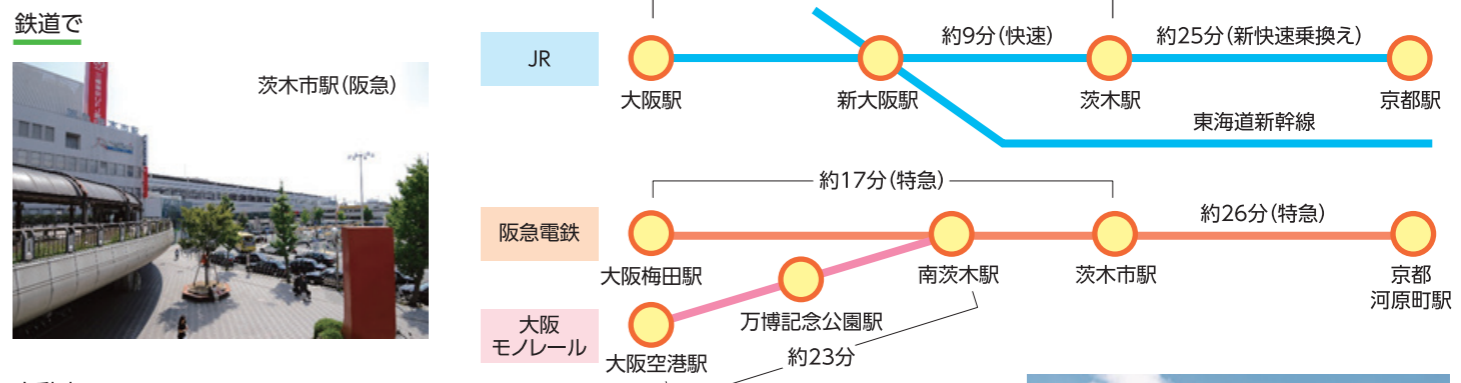 鉄道で
茨木市駅（阪急）
JR
約9分（快速）
約25分（新快速乗換え）
大阪駅
新大阪駅
茨木駅
京都駅
東海道新幹線
約17分（特急）
約26分（特急）
阪急電鉄
大阪梅田駅
南茨木駅
茨木市駅
京都
河原町駅
大阪
モノレール
万博記念公園駅
大阪空港駅
約23分